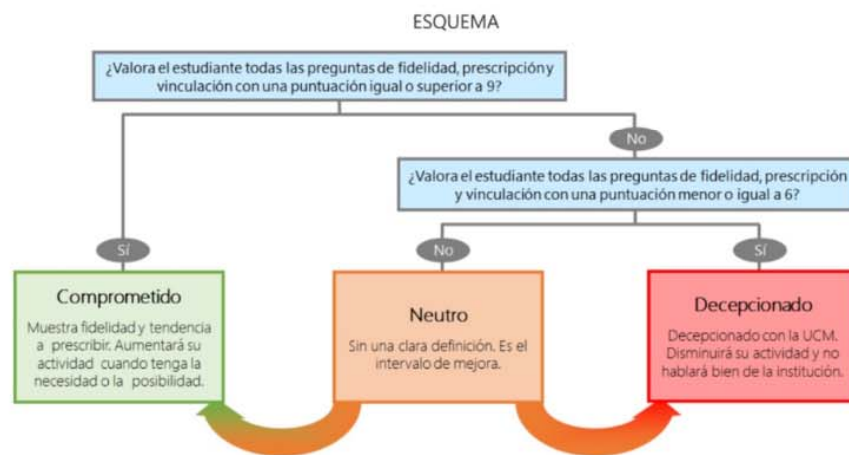 ESQUEMA
¿Valora el estudiante todas las preguntas de fidelidad, prescripción y
vinculación con una puntuación igual o superior a 9?
No
¿Valora el estudiante todas las preguntas de fidelidad, prescripción
y vinculación con una puntuación menor o igual a 6?
Sí
No
Sí
Comprometido
Muestra fidelidad y tendencia
a prescribir. Aumentará su
actividad cuando tenga la
necesidad o la posibilidad.
Neutro
Sin una clara definición. Es el
intervalo de mejora.
Decepcionado
Decepcionado con la UCM.
Disminuirá su actividad y no
hablará bien de la institución.